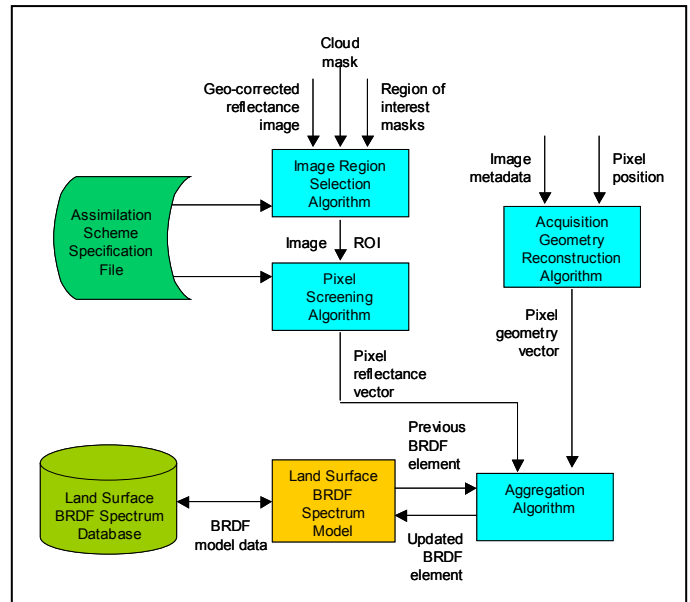 Cloud
mask
Geo-corrected
reflectance
image
Region of
interest
masks
Image
metadata
Pixel
position
Image Region
Selection
Algorithm
Assimilation
Scheme
Specification
File
Acquisition
Geometry
Reconstruction
Algorithm
Image ROI
Pixel
Screening
Algorithm
Pixel
geometry
vector
Pixel
reflectance
vector
Previous
BRDF
element
Land Surface
BRDF Spectrum
Database
BRDF
model data
Land Surface
BRDF
Spectrum
Model
Aggregation
Algorithm
Updated
BRDF
element